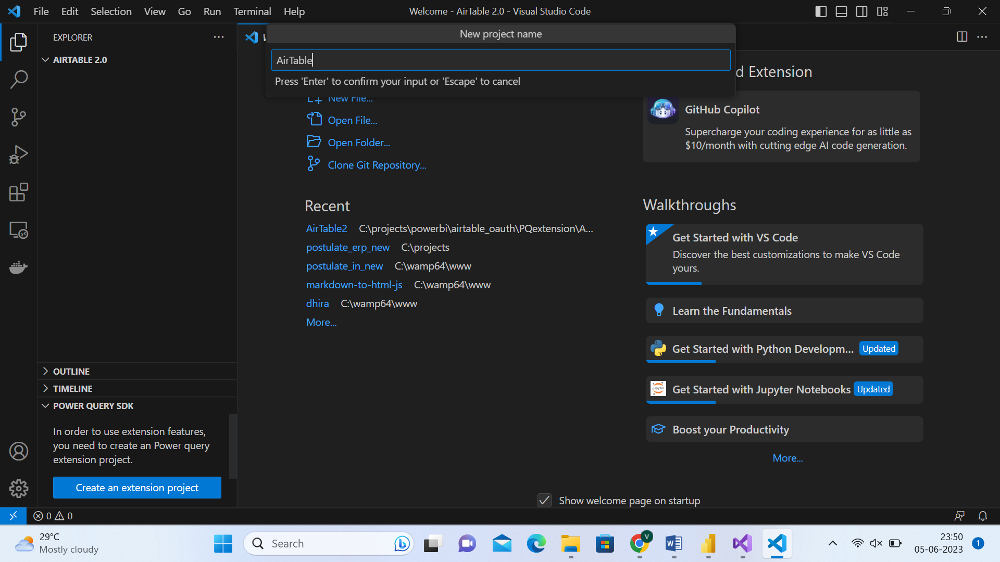 File Edit Selection View Go Run Terminal Help
Welcome - AirTable 2.0 - Visual Studio Code
EXPLORER
AIRTABLE 2.0
New project name
AirTable
Press 'Enter' to confirm your input or 'Escape' to cancel
New File...
Open File...
Open Folder...
Clone Git Repository...
Recent
AirTable2 C:\projects\powerbi\airtable_oauth\PQextension\A...
postulate_erp_new C:\projects
postulate_in_new C:\wamp64\www
markdown-to-html-js C:\wamp64\www
dhira C:\wamp64\www
More...
d Extension
GitHub Copilot
Supercharge your coding experience for as little as
$10/month with cutting edge AI code generation.
Walkthroughs
Get Started with VS Code
Discover the best customizations to make VS Code
yours.
Learn the Fundamentals
Get Started with Python Developm... Updated
jupyter
Get Started with Jupyter Notebooks Updated
Boost your Productivity
More...
Show welcome page on startup
OUTLINE
TIMELINE
POWER QUERY SDK
In order to use extension features,
you need to create an Power query
extension project.
Create an extension project
0 0
29°C
Mostly cloudy
Search
V
W
23:50
05-06-2023
1